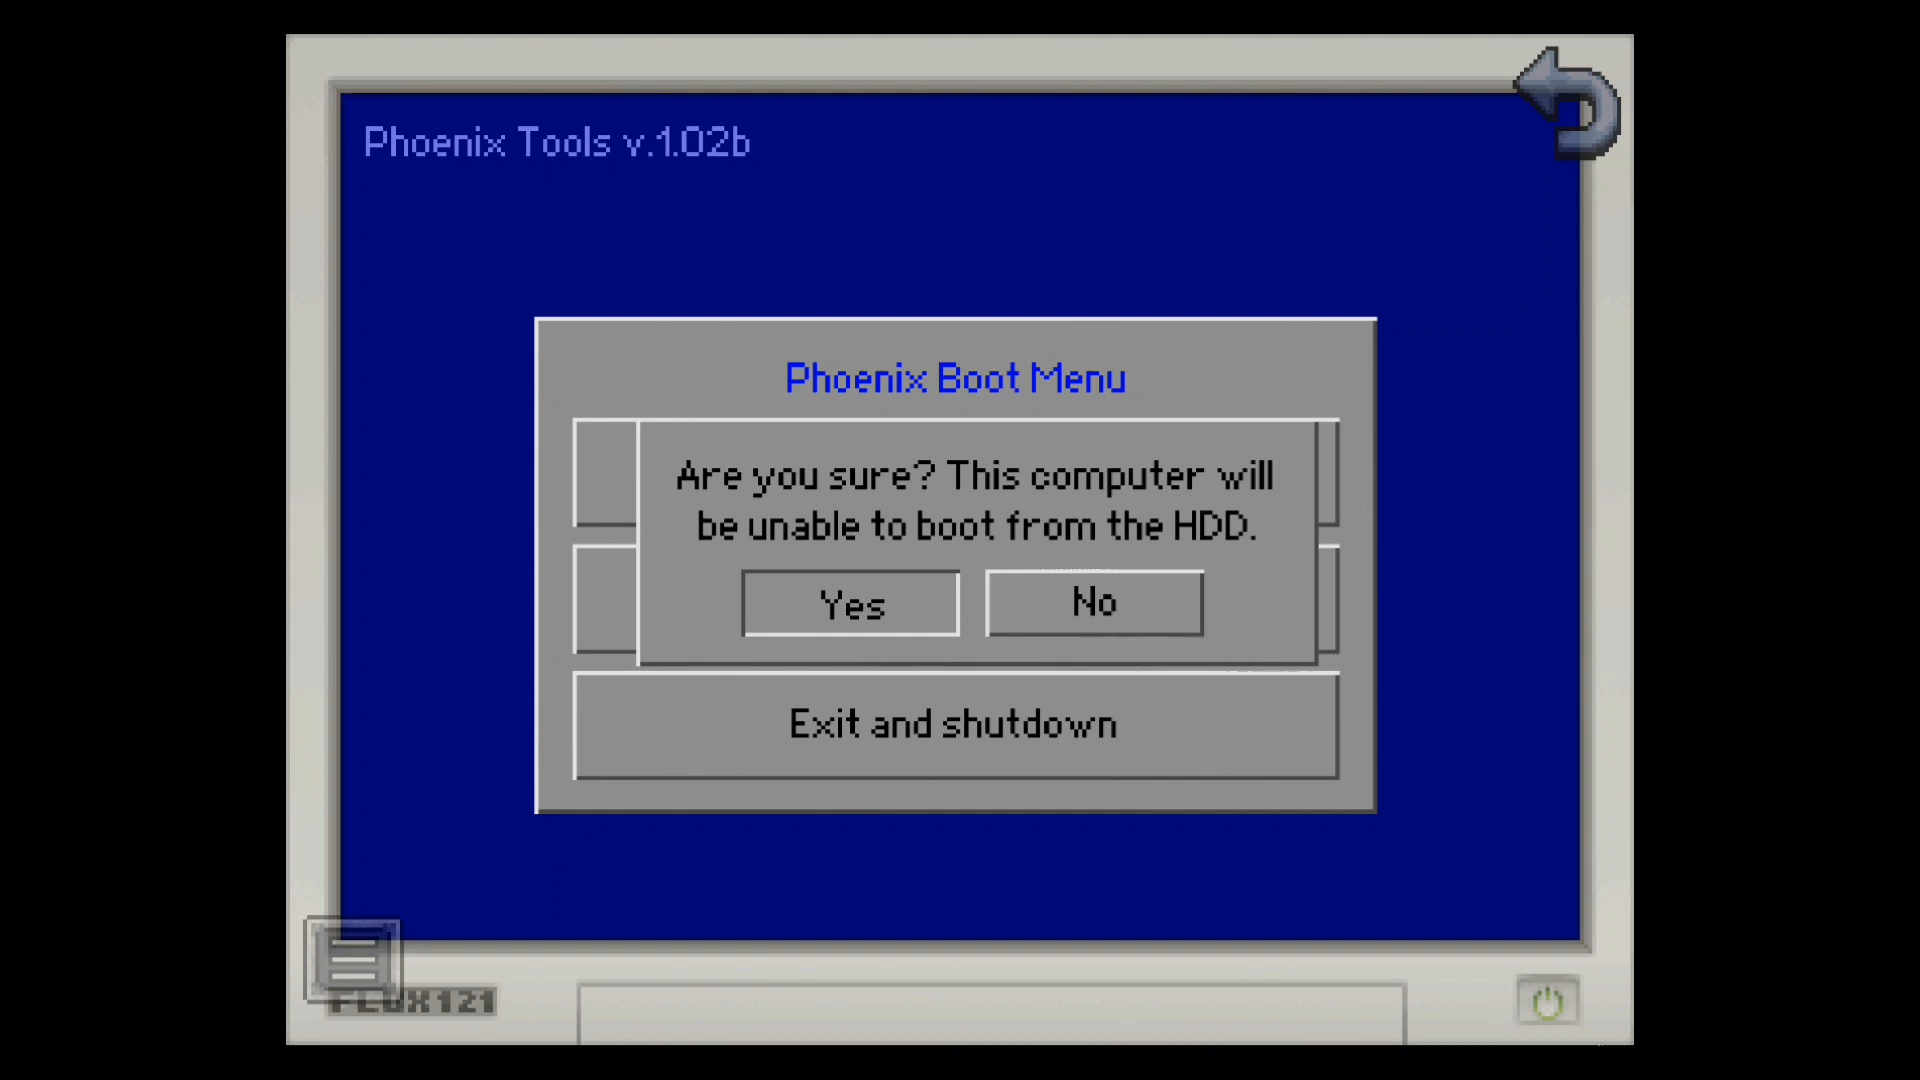 Phoenix Tools v.1.02b
Phoenix Boot Menu
Are you sure? This computer will
be unable to boot from the HDD.
Yes
No
Exit and shutdown
FLUX121